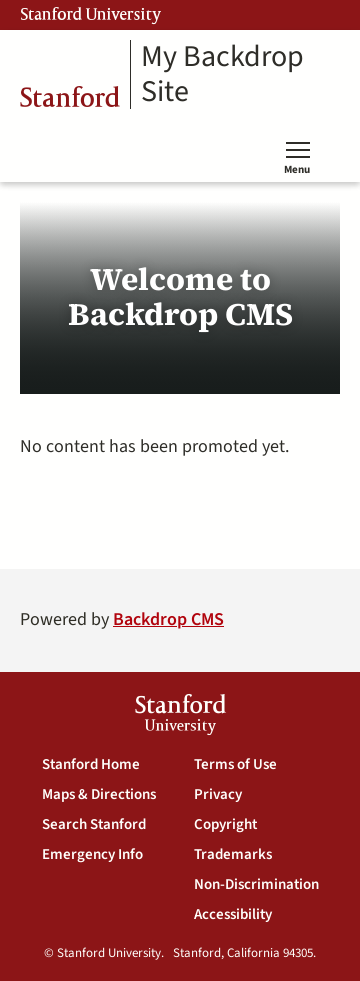 Stanford University
Stanford
My Backdrop
Site
Menu
Welcome to
Backdrop CMS
No content has been promoted yet.
Powered by Backdrop CMS
Stanford
University
Stanford Home
Maps & Directions
Search Stanford
Emergency Info
Terms of Use
Privacy
Copyright
Trademarks
Non-Discrimination
Accessibility
© Stanford University. Stanford, California 94305.